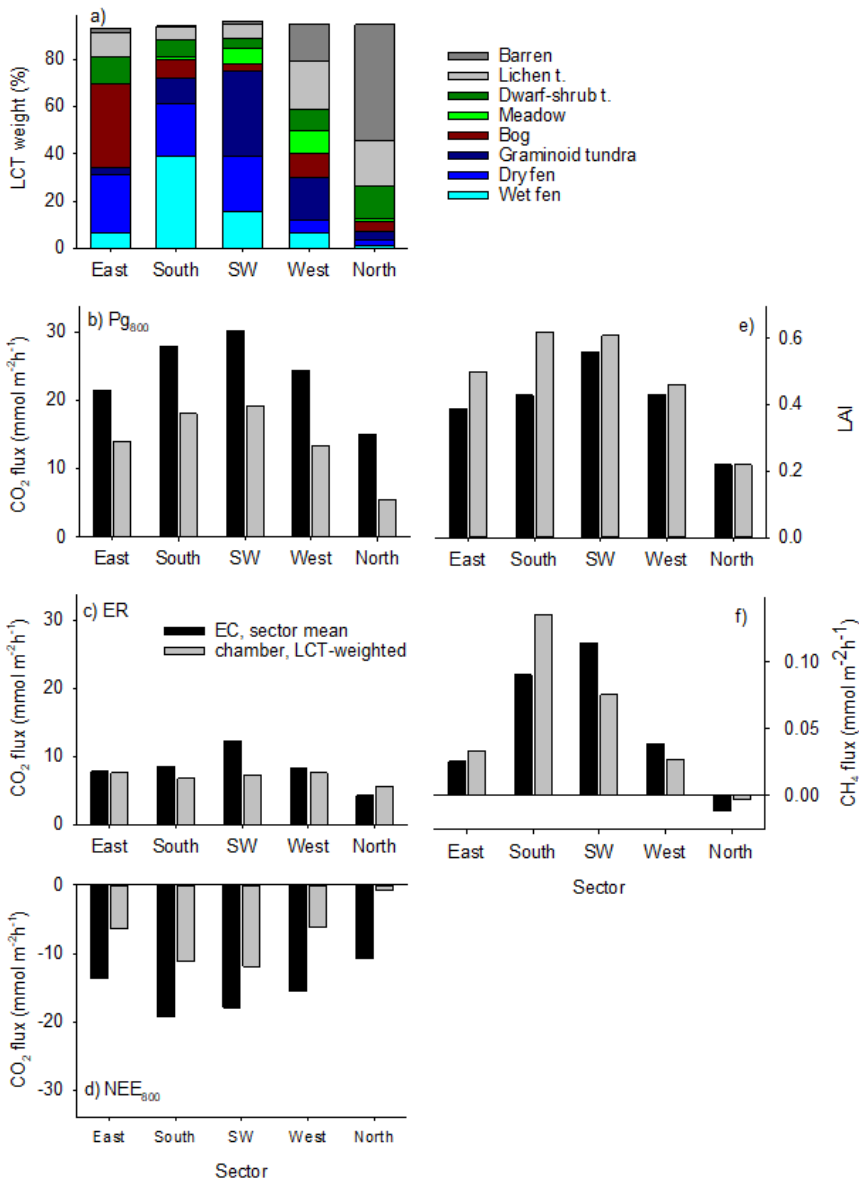 a)
LCT weight (%)
80
60
40
20
0
East South SW West North
Barren
Lichen t.
Dwarf-shrub t.
Meadow
Bog
Graminoid tundra
Dry fen
Wet fen
b) Pg₈₀₀
CO₂ flux (mmol m⁻²h⁻¹)
30
20
10
0
East South SW West North
e)
LAI
0.6
0.4
0.2
0.0
East South SW West North
c) ER
EC, sector mean
chamber, LCT-weighted
CO₂ flux (mmol m⁻²h⁻¹)
30
20
10
0
East South SW West North
f)
CH₄ flux (mmol m⁻²h⁻¹)
0.10
0.05
0.00
East South SW West North
Sector
CO₂ flux (mmol m⁻²h⁻¹)
0
-10
-20
-30
d) NEE₈₀₀
East South SW West North
Sector